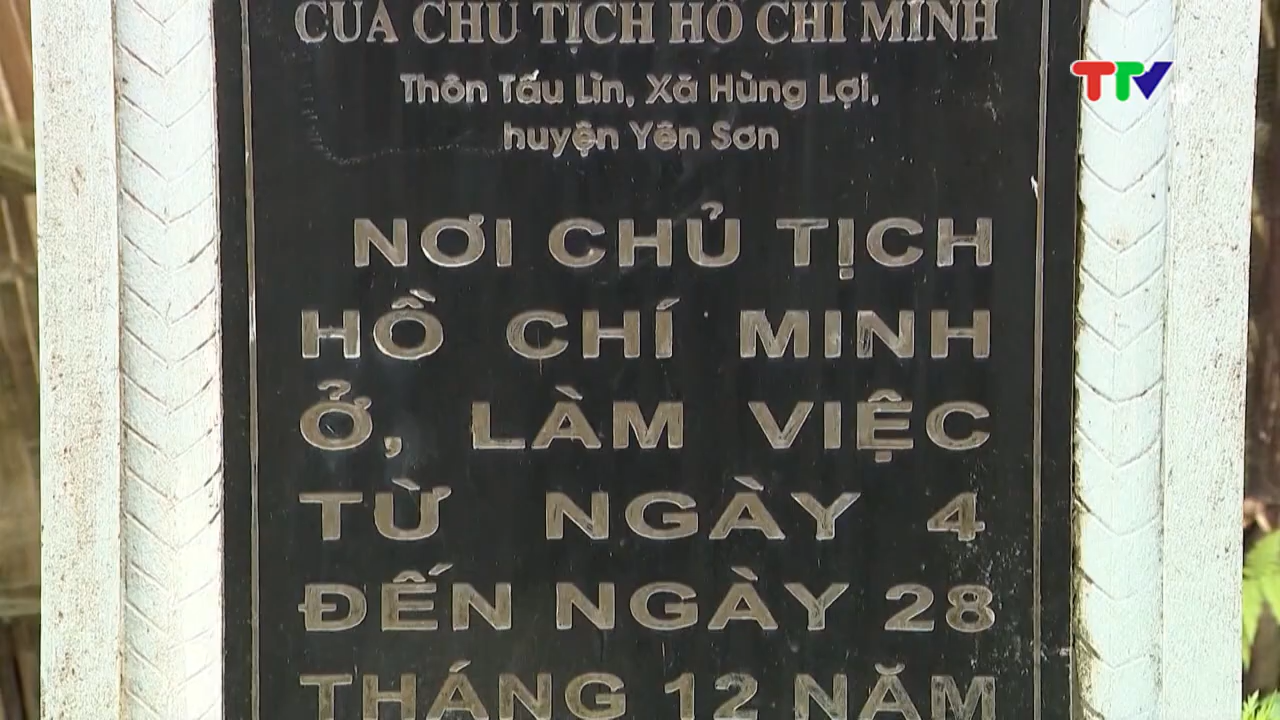 CỦA CHỦ TỊCH HỒ CHÍ MINH
TTV
Thôn Tấu Lìn, Xã Hùng Lợi,
huyện Yên Sơn
NƠI CHỦ TỊCH
HỒ CHÍ MINH
Ở, LÀM VIỆC
TỪ NGÀY 4
ĐẾN NGÀY 28
THÁNG 12 NĂM